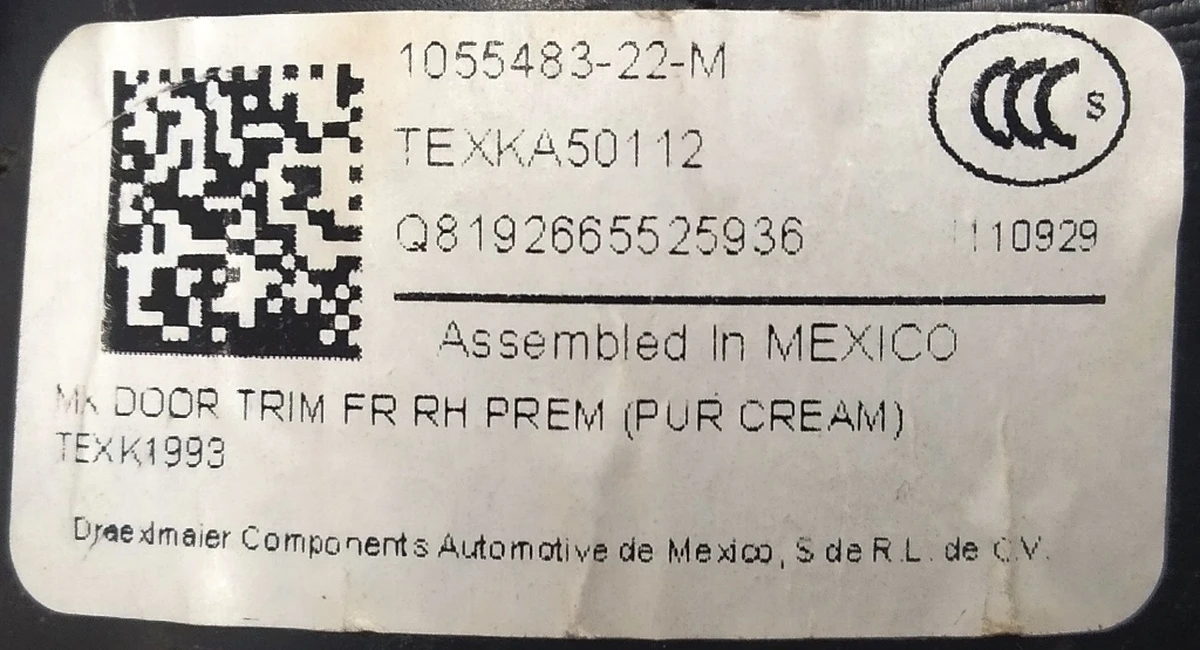 1055483-22-M
CCC S
TEXKA50112
Q8192665525936 110929
Assembled In MEXICO
DOOR TRIM FR RH PREM (PUR CREAM)
TEXK1993
Draexlmaier Components Automotive de Mexico, S de R.L. de C.V.